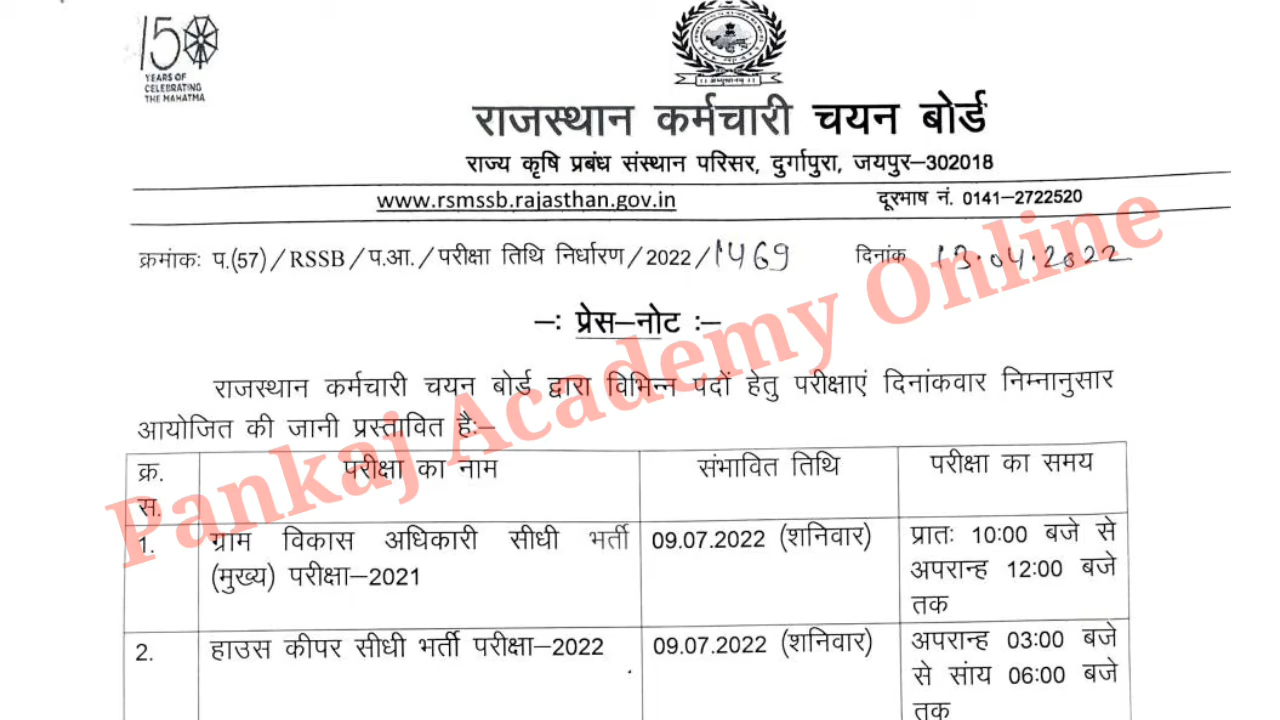 150
YEARS OF
CELEBRATING
THE MAHATMA
राजस्थान कर्मचारी चयन बोर्ड
राज्य कृषि प्रबंध संस्थान परिसर, दुर्गापुरा, जयपुर–302018
www.rsmssb.rajasthan.gov.in दूरभाष नं. 0141–2722520
क्रमांकः प.(57)/RSSB/प.आ./परीक्षा तिथि निर्धारण/2022/1469 दिनांक 13.04.2022
–: प्रेस–नोट :–
राजस्थान कर्मचारी चयन बोर्ड द्वारा विभिन्न पदों हेतु परीक्षाएं दिनांकवार निम्नानुसार
आयोजित की जानी प्रस्तावित है:–
क्र. परीक्षा का नाम संभावित तिथि परीक्षा का समय
स.
1. ग्राम विकास अधिकारी सीधी भर्ती 09.07.2022 (शनिवार) प्रातः 10:00 बजे से
(मुख्य) परीक्षा–2021 अपरान्ह 12:00 बजे
तक
2. हाउस कीपर सीधी भर्ती परीक्षा–2022 09.07.2022 (शनिवार) अपरान्ह 03:00 बजे
से सांय 06:00 बजे
तक
Pankaj Academy Online